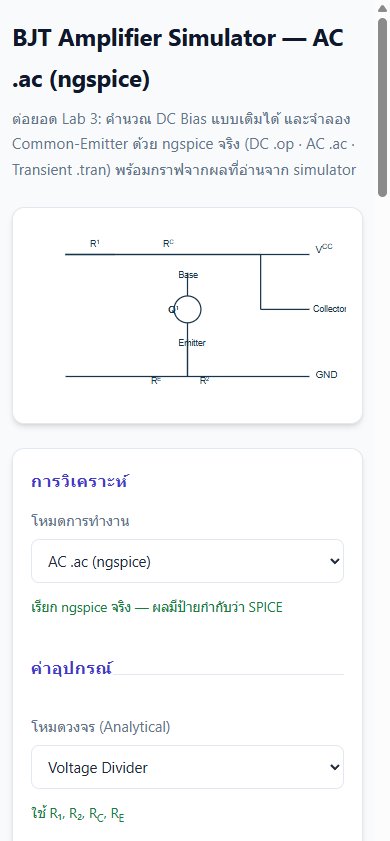 BJT Amplifier Simulator — AC
.ac (ngspice)
ต่อยอด Lab 3: คำนวณ DC Bias แบบเดิมได้ และจำลอง
Common-Emitter ด้วย ngspice จริง (DC .op · AC .ac ·
Transient .tran) พร้อมกราฟจากผลที่อ่านจาก simulator
R¹ Rᶜ Vᶜᶜ
Base
Q¹ Collector
Emitter
Rᴱ R² GND
การวิเคราะห์
โหมดการทำงาน
AC .ac (ngspice)
เรียก ngspice จริง — ผลมีป้ายกำกับว่า SPICE
ค่าอุปกรณ์
โหมดวงจร (Analytical)
Voltage Divider
ใช้ R₁, R₂, R_C, R_E